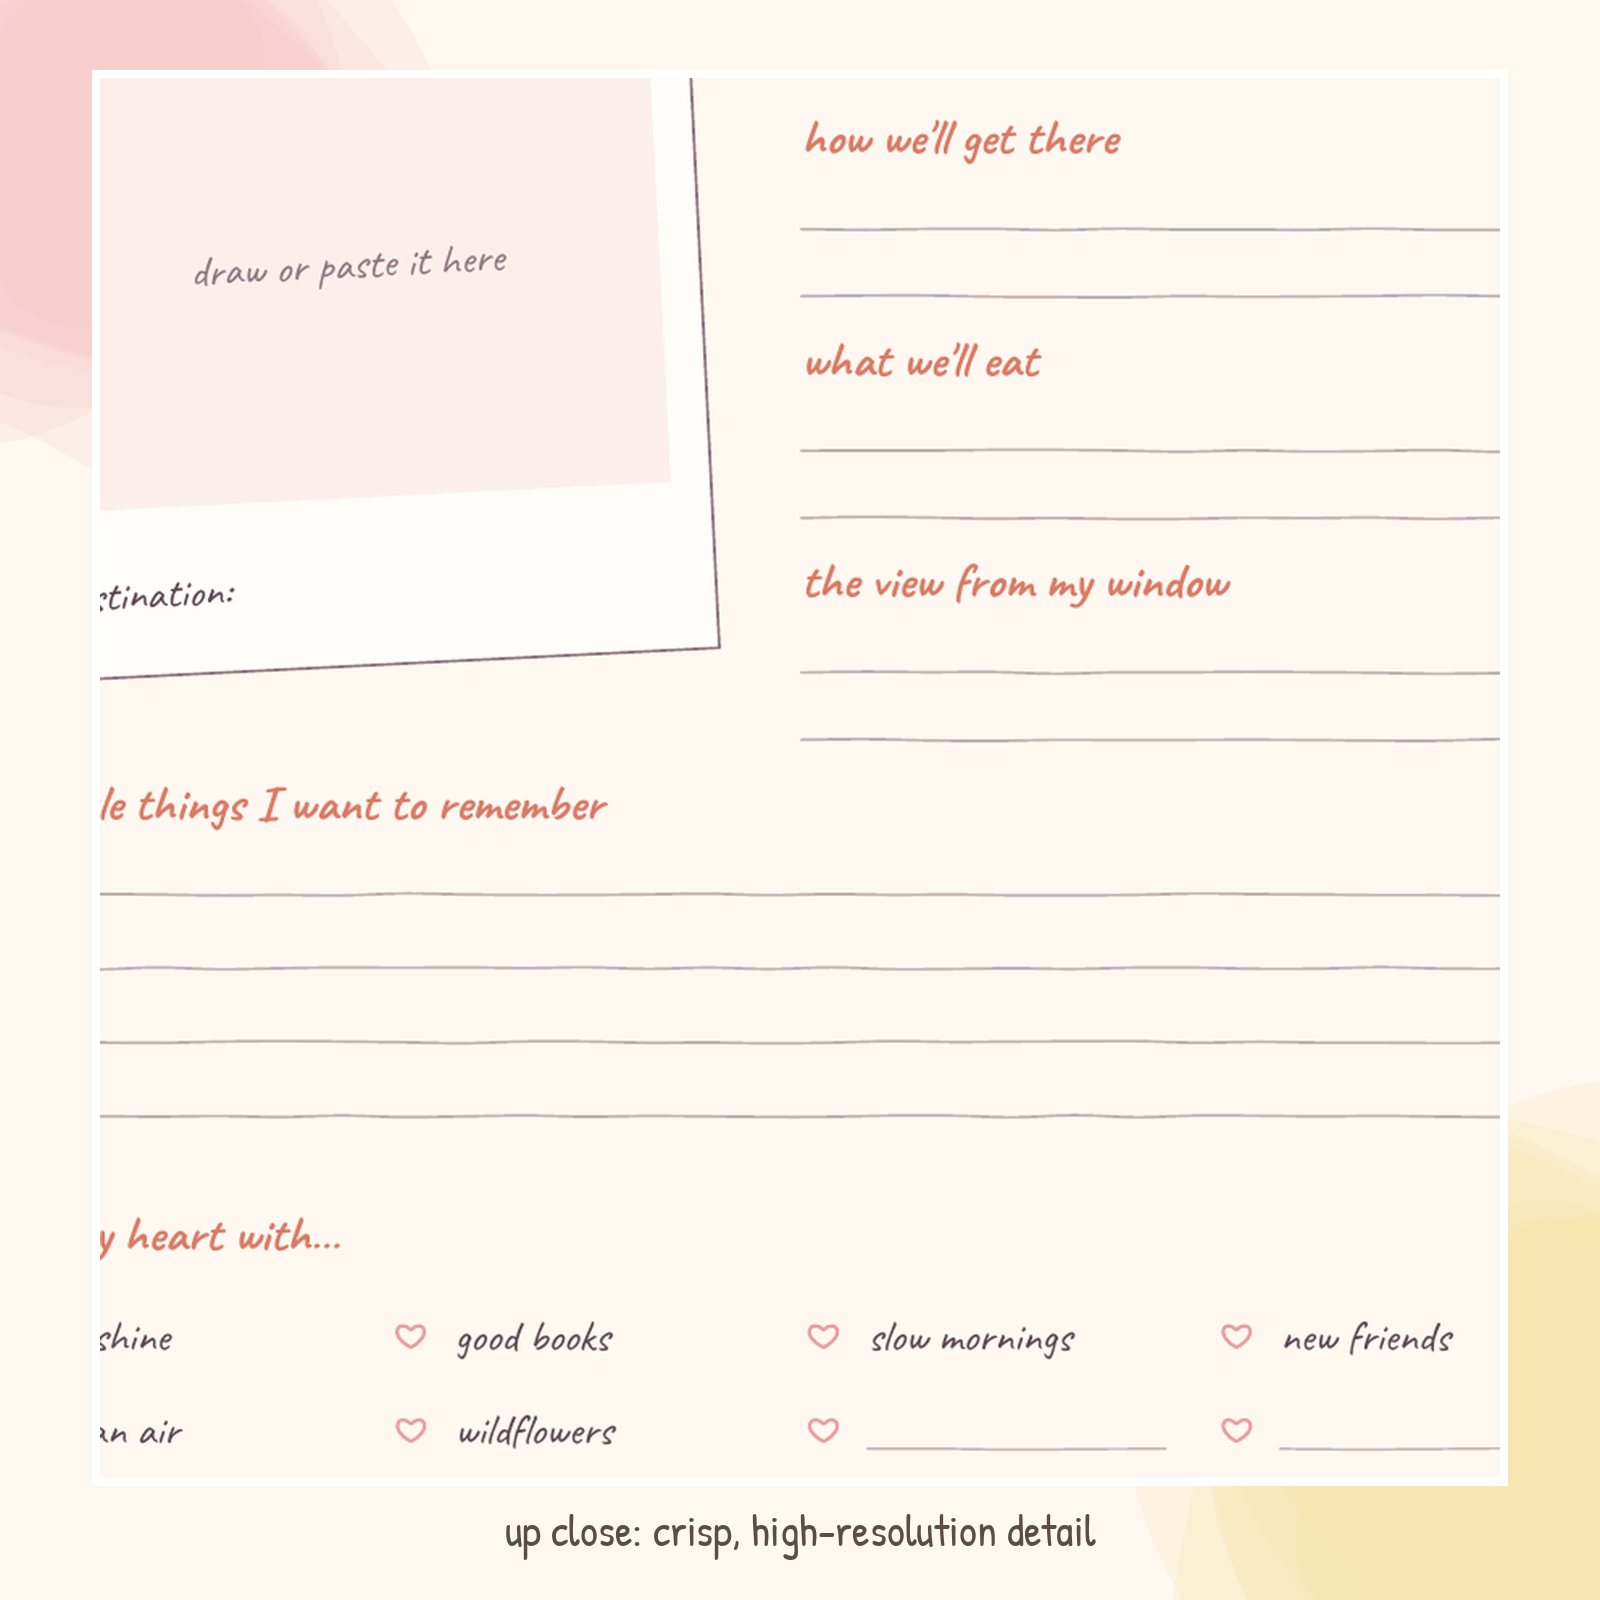 how we'll get there
draw or paste it here
what we'll eat
stination:
the view from my window
le things I want to remember
y heart with...
shine
good books
slow mornings
new friends
an air
wildflowers
up close: crisp, high-resolution detail